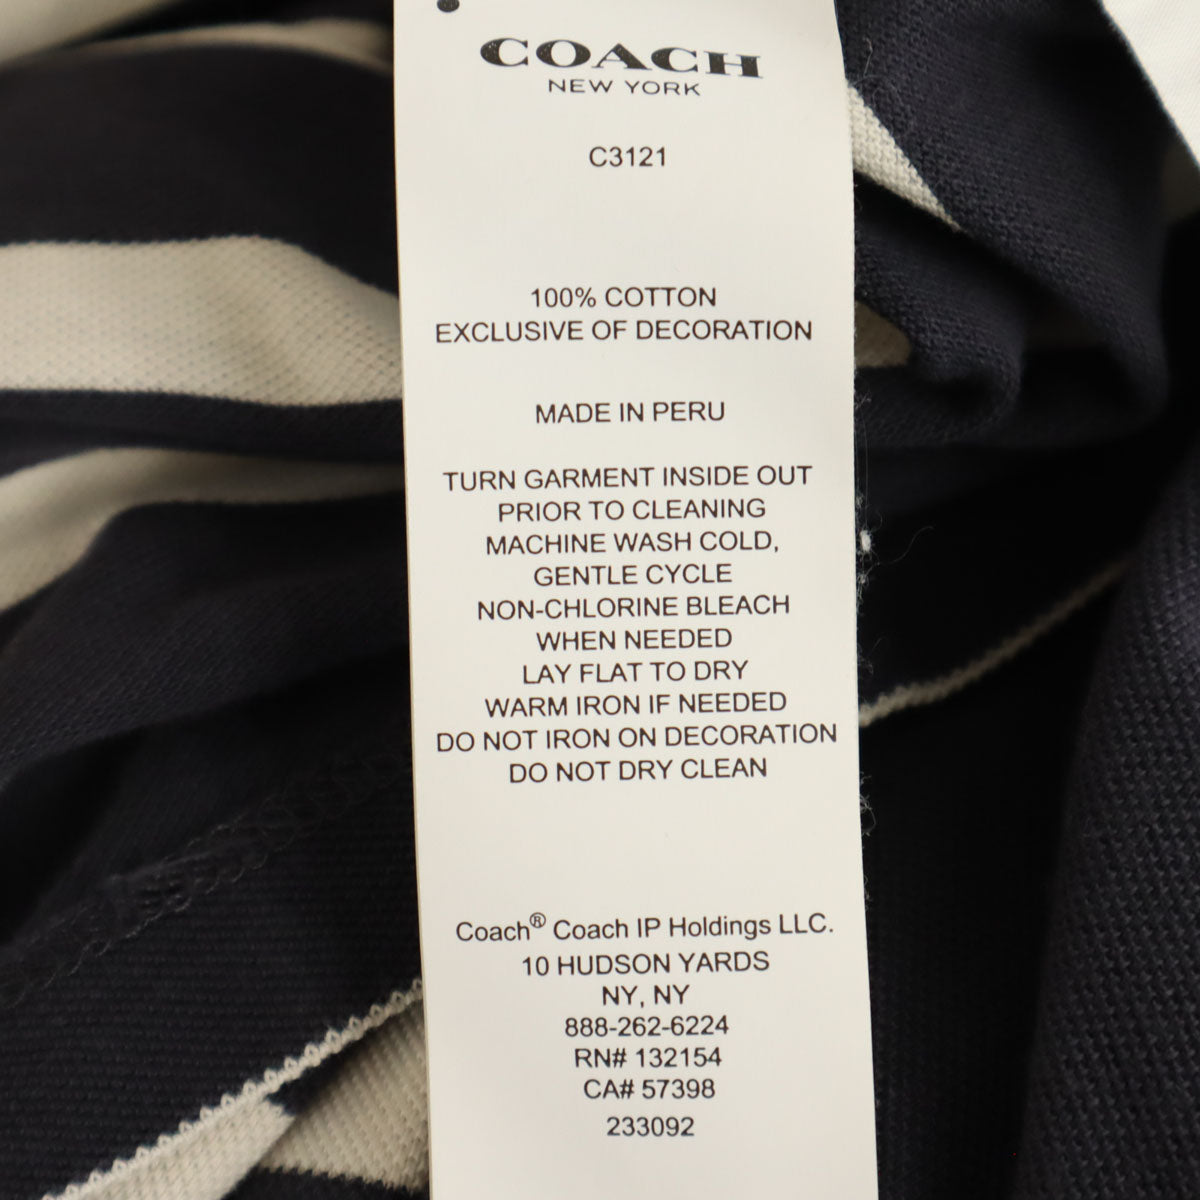 COACH
NEW YORK
C3121
100% COTTON
EXCLUSIVE OF DECORATION
MADE IN PERU
TURN GARMENT INSIDE OUT
PRIOR TO CLEANING
MACHINE WASH COLD,
GENTLE CYCLE
NON-CHLORINE BLEACH
WHEN NEEDED
LAY FLAT TO DRY
WARM IRON IF NEEDED
DO NOT IRON ON DECORATION
DO NOT DRY CLEAN
Coach® Coach IP Holdings LLC.
10 HUDSON YARDS
NY, NY
888-262-6224
RN# 132154
CA# 57398
233092